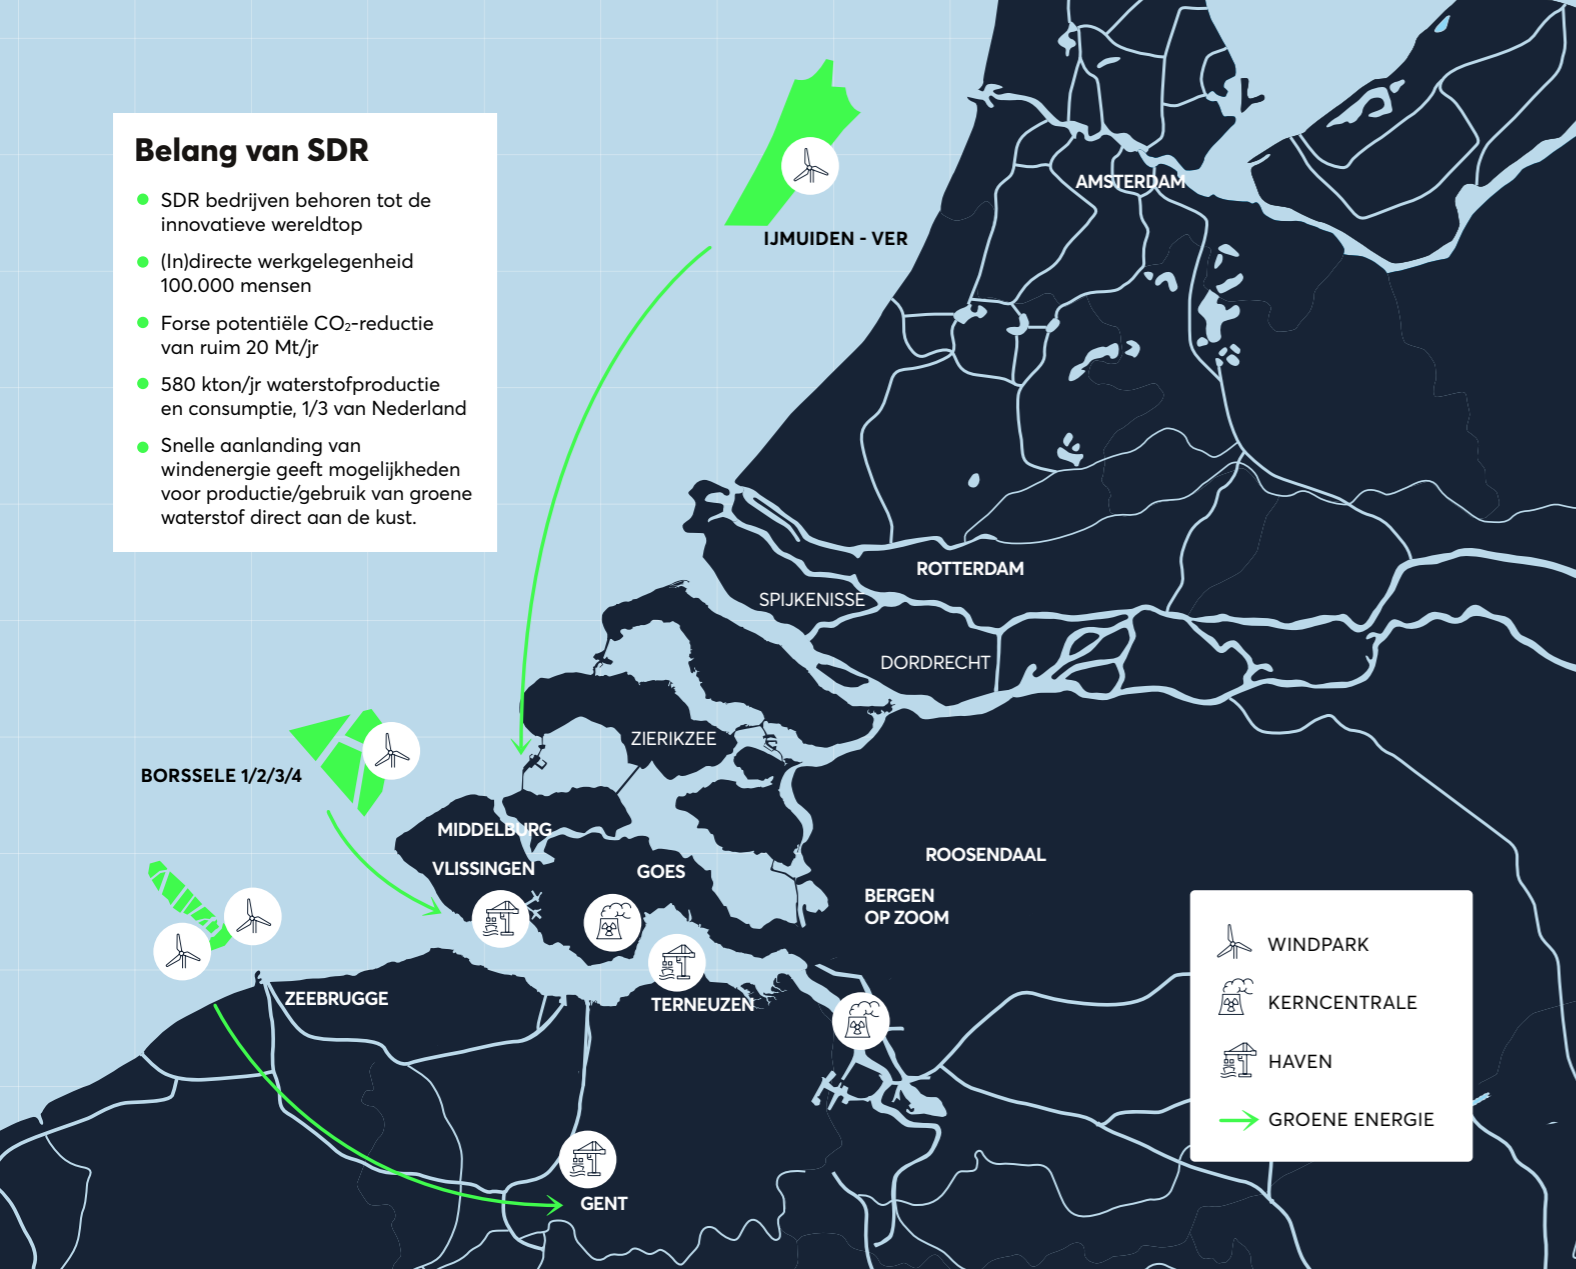 Belang van SDR
SDR bedrijven behoren tot de
innovatieve wereldtop
(In)directe werkgelegenheid
100.000 mensen
Forse potentiële CO₂-reductie
van ruim 20 Mt/jr
580 kton/jr waterstofproductie
en consumptie, 1/3 van Nederland
Snelle aanlanding van
windenergie geeft mogelijkheden
voor productie/gebruik van groene
waterstof direct aan de kust.
AMSTERDAM
IJMUIDEN - VER
ROTTERDAM
SPIJKENISSE
DORDRECHT
ZIERIKZEE
BORSSELE 1/2/3/4
MIDDELBURG
VLISSINGEN
GOES
ROOSENDAAL
BERGEN
OP ZOOM
ZEEBRUGGE
TERNEUZEN
GENT
WINDPARK
KERNCENTRALE
HAVEN
GROENE ENERGIE